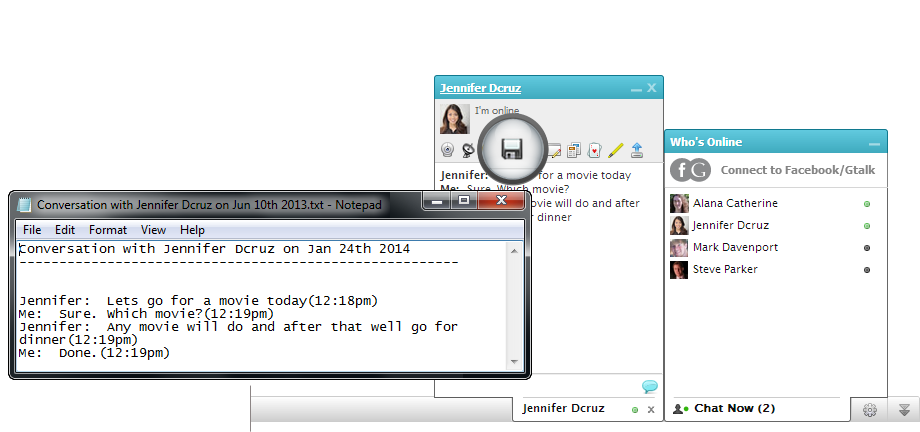 Jennifer Dcruz
I'm online
Jennifer: for a movie today
Me: Sure. Which movie?
movie will do and after
dinner
Who's Online
fG Connect to Facebook/Gtalk
Alana Catherine
Jennifer Dcruz
Mark Davenport
Steve Parker
Conversation with Jennifer Dcruz on Jun 10th 2013.txt - Notepad
File Edit Format View Help
Conversation with Jennifer Dcruz on Jan 24th 2014
-------------------------------------------------------
Jennifer: Lets go for a movie today(12:18pm)
Me: Sure. Which movie?(12:19pm)
Jennifer: Any movie will do and after that well go for
dinner(12:19pm)
Me: Done.(12:19pm)
Jennifer Dcruz
Chat Now (2)